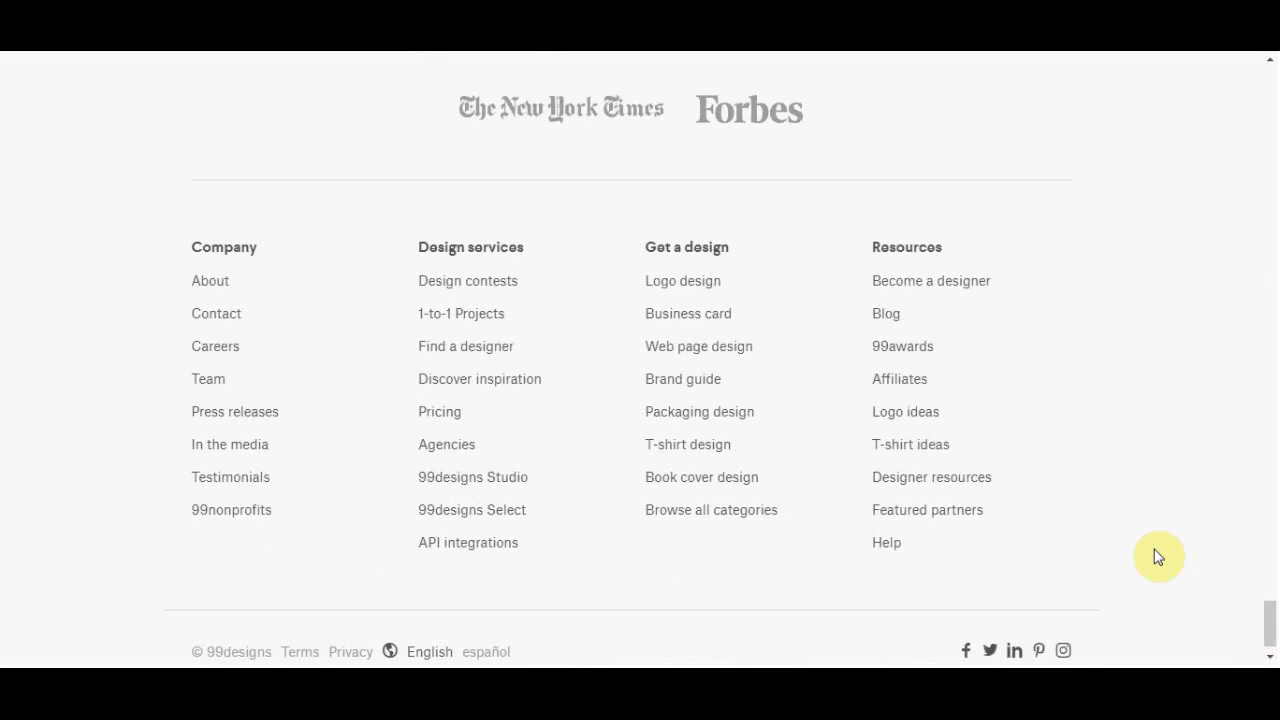 The New York Times Forbes
Company
About
Contact
Careers
Team
Press releases
In the media
Testimonials
99nonprofits
Design services
Design contests
1-to-1 Projects
Find a designer
Discover inspiration
Pricing
Agencies
99designs Studio
99designs Select
API integrations
Get a design
Logo design
Business card
Web page design
Brand guide
Packaging design
T-shirt design
Book cover design
Browse all categories
Resources
Become a designer
Blog
99awards
Affiliates
Logo ideas
T-shirt ideas
Designer resources
Featured partners
Help
© 99designs Terms Privacy English español